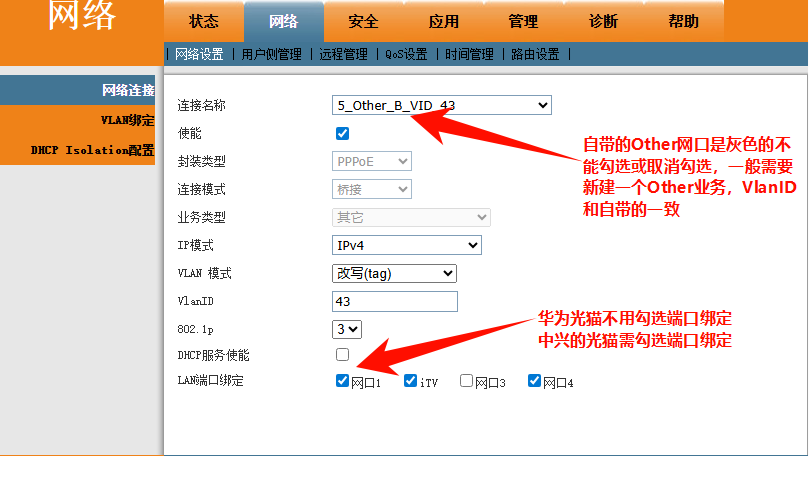 网络
状态 网络 安全 应用 管理 诊断 帮助
网络设置 | 用户侧管理 | 远程管理 | QoS设置 | 时间管理 | 路由设置 |
网络连接
VLAN绑定
DHCP Isolation配置
连接名称 5_Other_B_VID_43
使能
封装类型 PPPoE
连接模式 桥接
业务类型 其它
IP模式 IPv4
VLAN 模式 改写(tag)
VlanID 43
802.1p 3
DHCP服务使能
LAN端口绑定 网口1 iTV 网口3 网口4
自带的Other网口是灰色的不
能勾选或取消勾选，一般需要
新建一个Other业务，VlanID
和自带的一致
华为光猫不用勾选端口绑定
中兴的光猫需勾选端口绑定